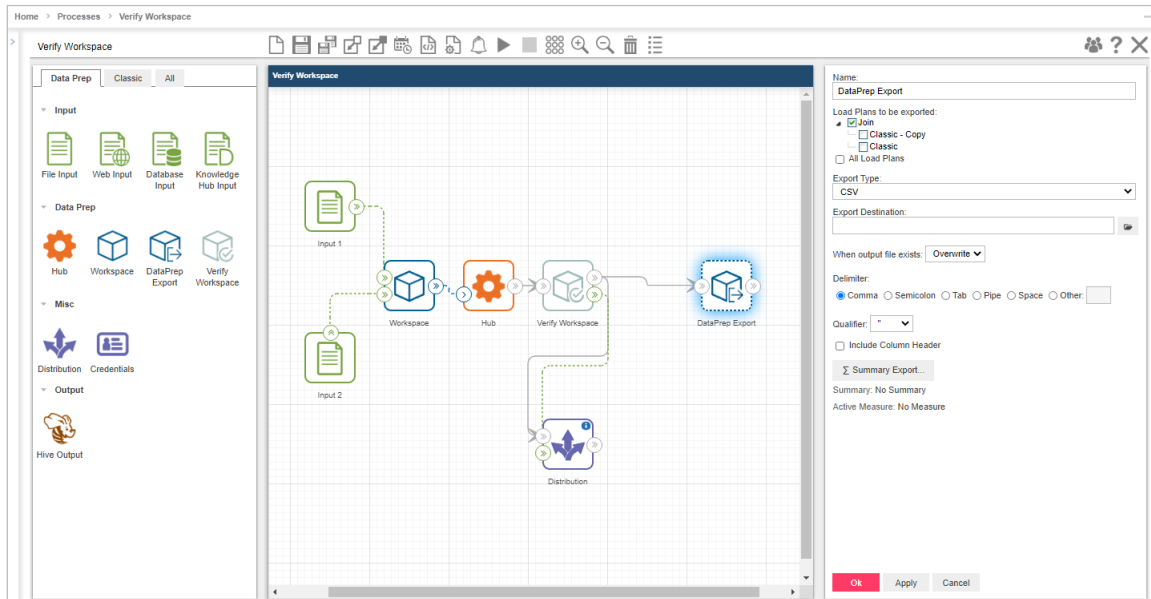 Home > Processes > Verify Workspace
Verify Workspace
Data Prep
Classic
All
Input
File Input
Web Input
Database Input
Knowledge Hub Input
Data Prep
Hub
Workspace
DataPrep Export
Verify Workspace
Misc
Distribution
Credentials
Output
Hive Output
Verify Workspace
Input 1
Workspace
Hub
Verify Workspace
DataPrep Export
Input 2
Distribution
Name:
DataPrep Export
Load Plans to be exported:
Join
Classic - Copy
Classic
All Load Plans
Export Type:
CSV
Export Destination:
When output file exists: Overwrite
Delimiter:
Comma Semicolon Tab Pipe Space Other:
Qualifier: "
Include Column Header
Σ Summary Export...
Summary: No Summary
Active Measure: No Measure
Ok Apply Cancel